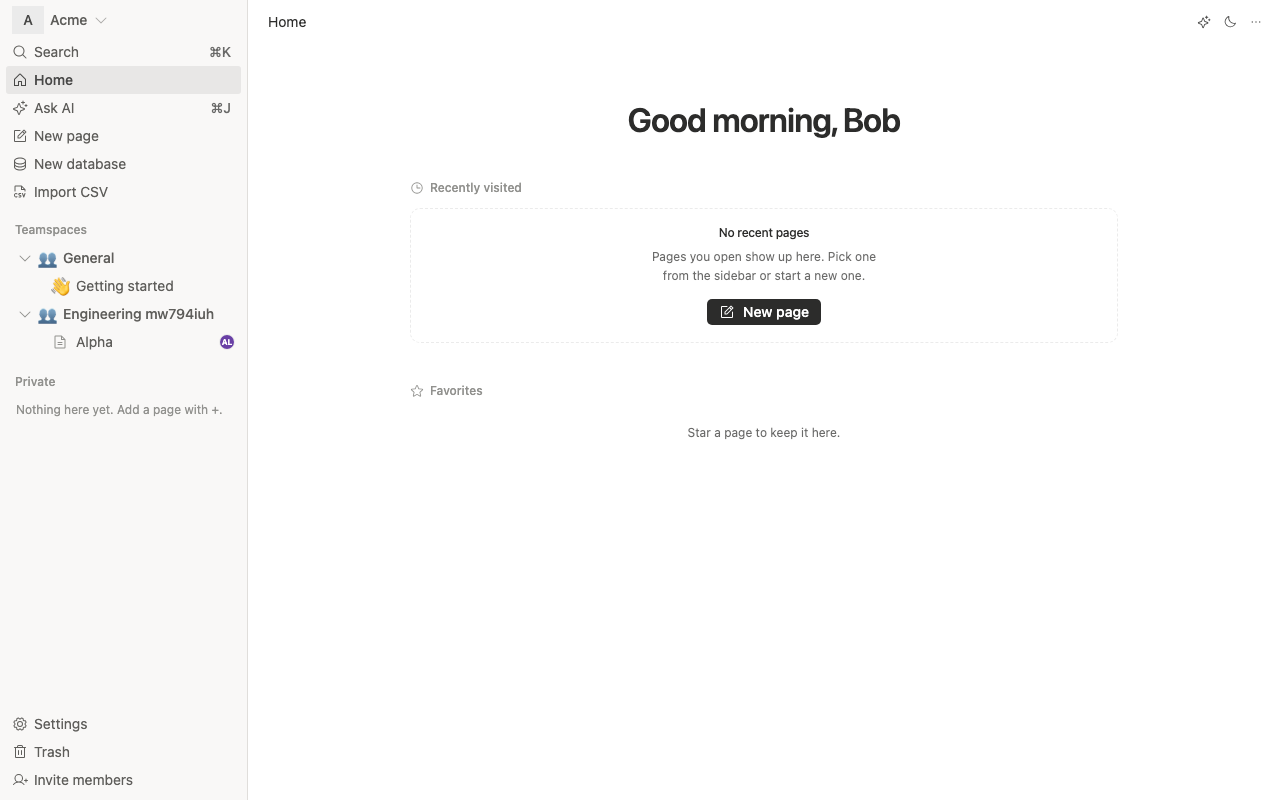 A Acme
Search ⌘K
Home
Ask AI ⌘J
New page
New database
Import CSV
Teamspaces
General
Getting started
Engineering mw794iuh
Alpha AL
Private
Nothing here yet. Add a page with +.
Settings
Trash
Invite members
Home
Good morning, Bob
Recently visited
No recent pages
Pages you open show up here. Pick one
from the sidebar or start a new one.
New page
Favorites
Star a page to keep it here.